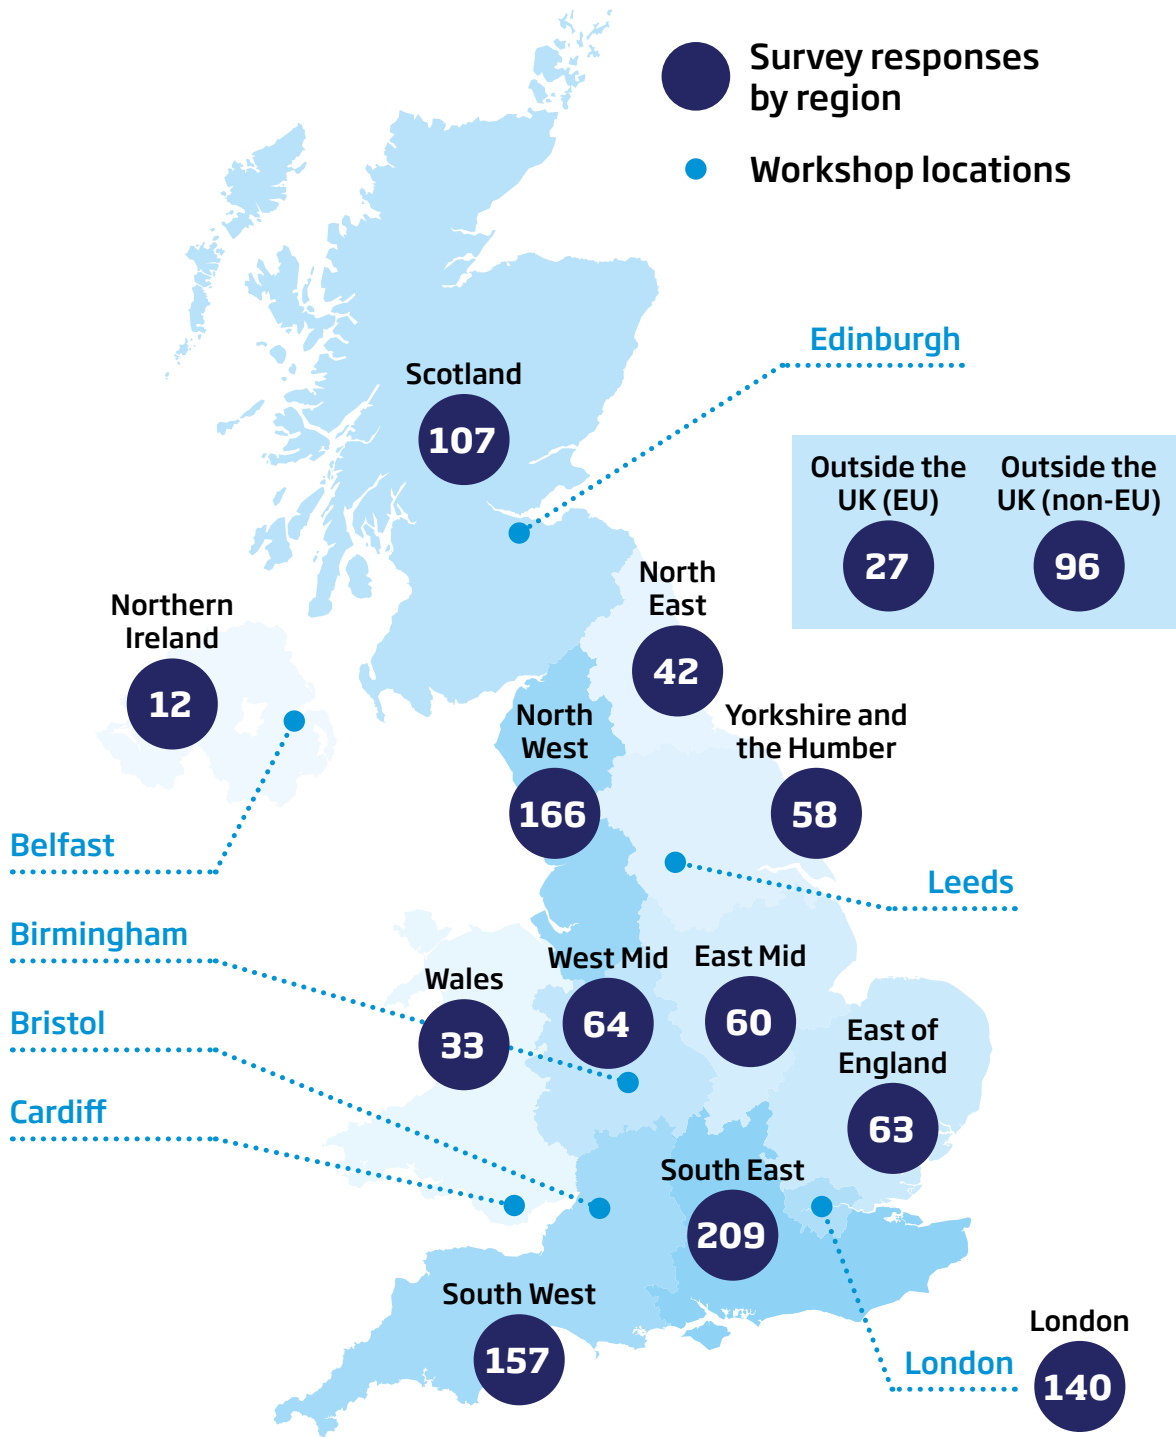 Survey responses
by region
Workshop locations
Edinburgh
Scotland
107
Outside the
UK (EU)
27
Outside the
UK (non-EU)
96
North
East
42
Northern
Ireland
12
North
West
166
Yorkshire and
the Humber
58
Belfast
Leeds
Birmingham
West Mid
64
East Mid
60
Wales
33
Bristol
East of
England
63
Cardiff
South East
209
South West
157
London
London
140